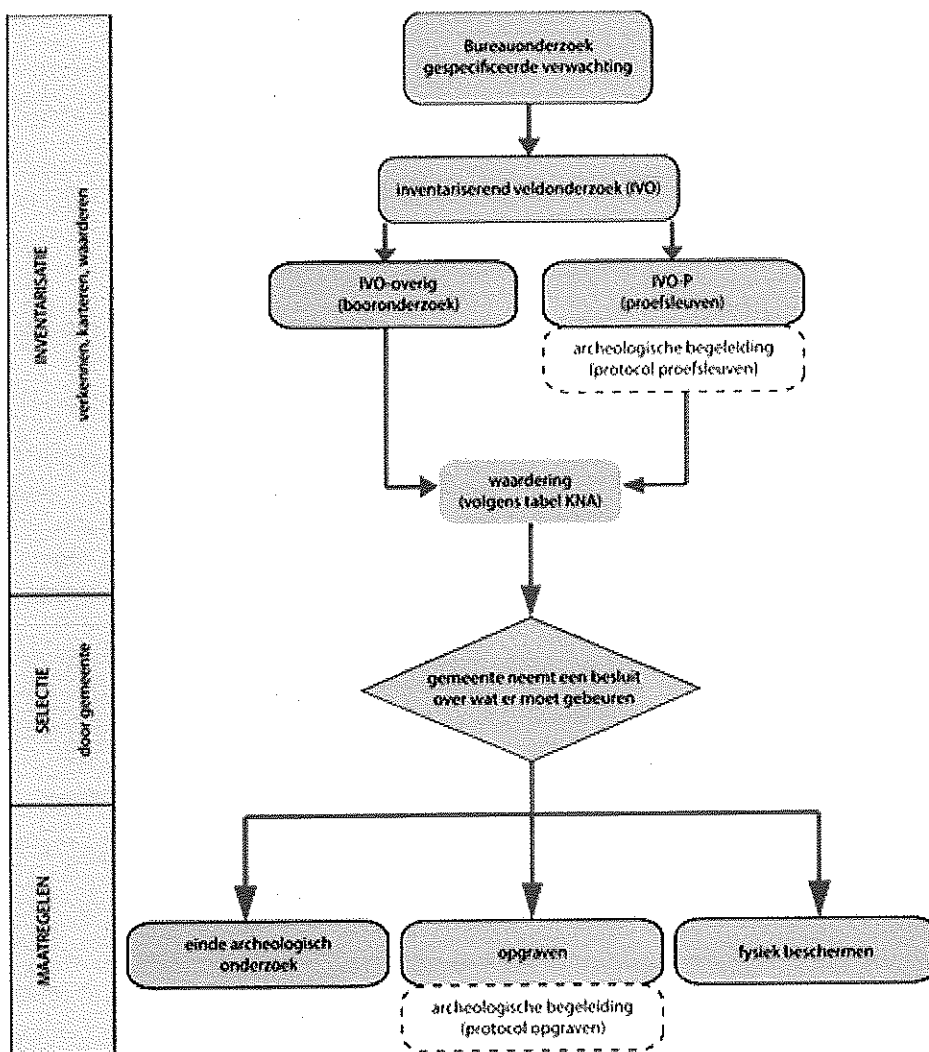 Bureauonderzoek
gespecificeerde verwachting
inventariserend veldonderzoek (IVO)
IVO-overig
(booronderzoek)
IVO-P
(proefsleuven)
archeologische begeleiding
(protocol proefsleuven)
waardering
(volgens tabel KNA)
INVENTARISATIE
verkennen, karteren, waarderen
gemeente neemt een besluit
over wat er moet gebeuren
SELECTIE
door gemeente
MAATREGELEN
einde archeologisch
onderzoek
opgraven
archeologische begeleiding
(protocol opgraven)
fysiek beschermen